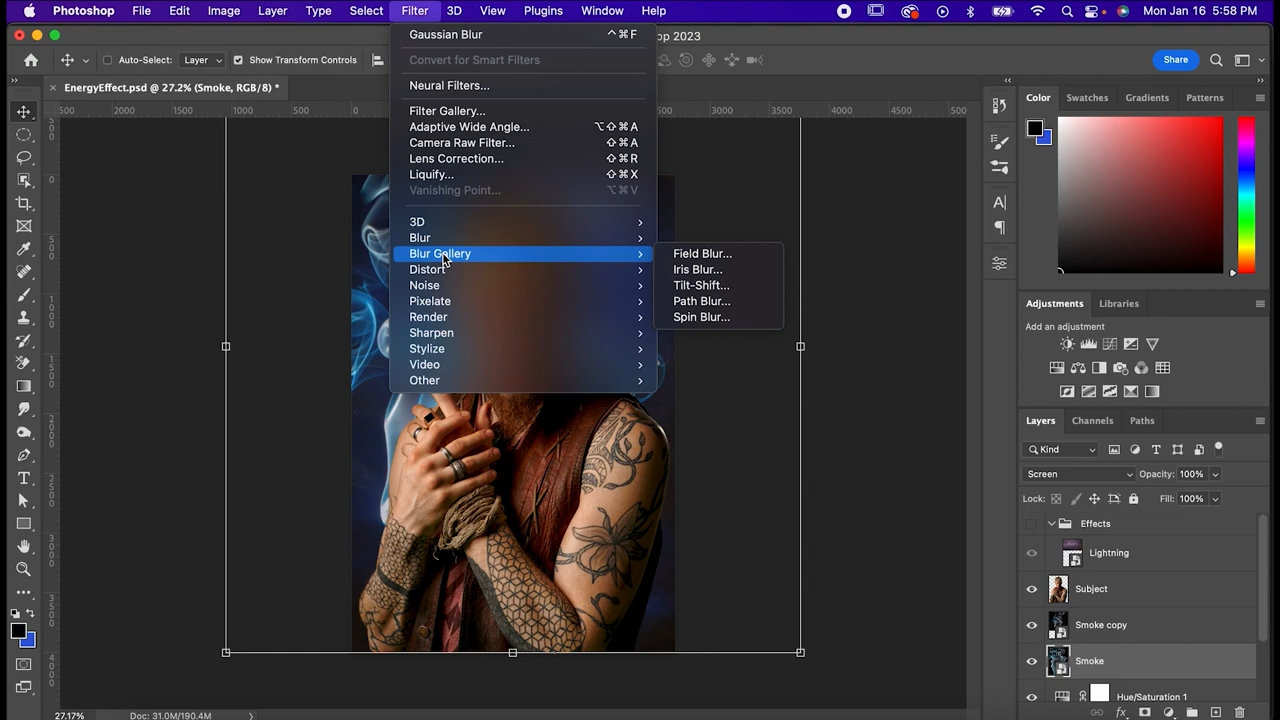 Photoshop File Edit Image Layer Type Select Filter 3D View Plugins Window Help Mon Jan 16 5:58 PM
Gaussian Blur ^⌘F
op 2023
Convert for Smart Filters
Auto-Select: Layer Show Transform Controls
Share
EnergyEffect.psd @ 27.2% (Smoke, RGB/8) *
Neural Filters...
Color Swatches Gradients Patterns
500 1000 500 0 3000 3500 4000 4500 500
Filter Gallery...
Adaptive Wide Angle... ⌥⇧⌘A
Camera Raw Filter... ⇧⌘A
Lens Correction... ⇧⌘R
Liquify... ⇧⌘X
Vanishing Point... ⌥⌘V
3D
Blur
Blur Gallery
Distort
Noise
Pixelate
Render
Sharpen
Stylize
Video
Other
Field Blur...
Iris Blur...
Tilt-Shift...
Path Blur...
Spin Blur...
Adjustments Libraries
Add an adjustment
Layers Channels Paths
Kind
Screen Opacity: 100%
Lock: Fill: 100%
Effects
Lightning
Subject
Smoke copy
Smoke
Hue/Saturation 1
27.17% Doc: 31.0M/190.4M